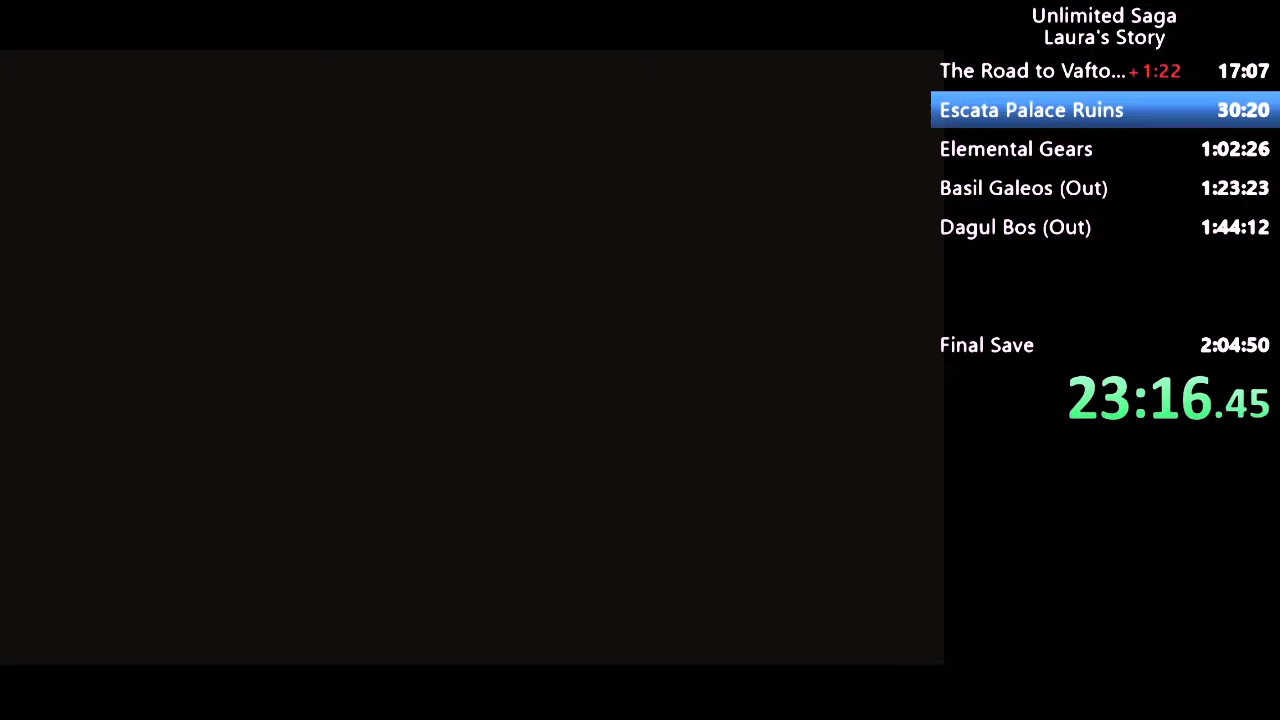 Unlimited Saga
Laura's Story
The Road to Vafto... + 1:22 17:07
Escata Palace Ruins 30:20
Elemental Gears 1:02:26
Basil Galeos (Out) 1:23:23
Dagul Bos (Out) 1:44:12
Final Save 2:04:50
23:16.45